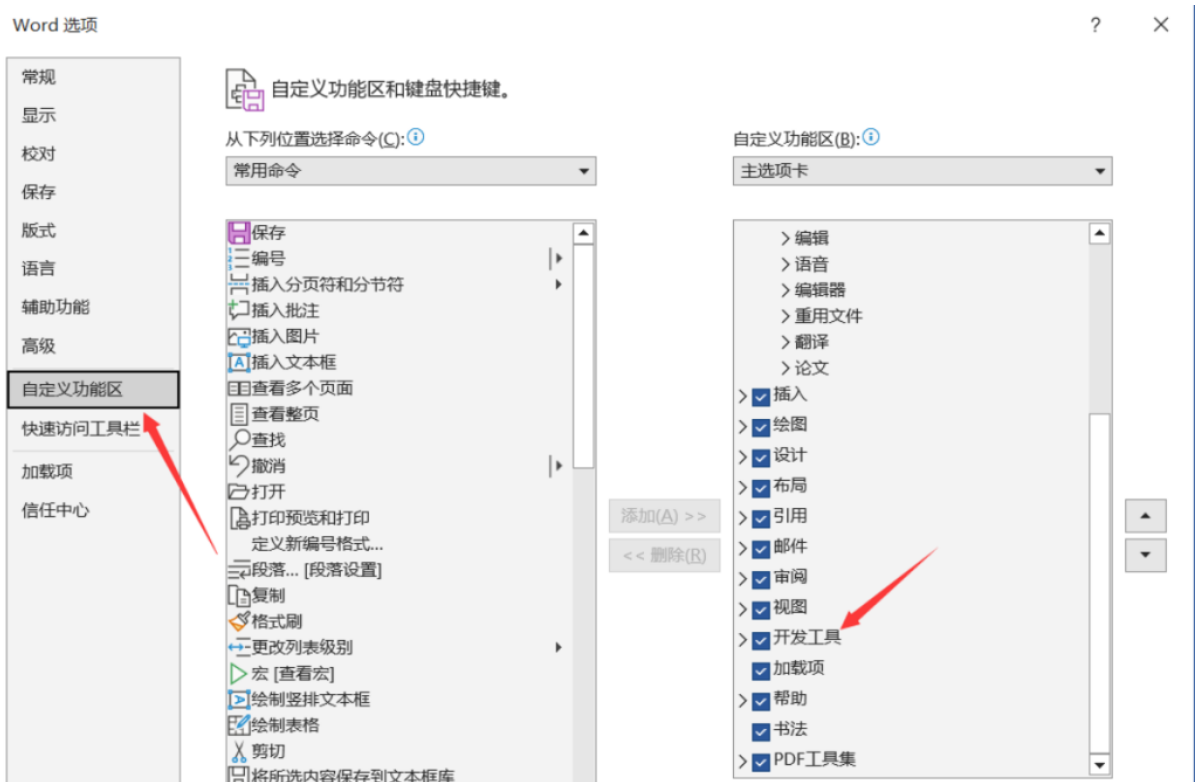 Word 选项
?
常规
显示
校对
保存
版式
语言
辅助功能
高级
自定义功能区
快速访问工具栏
加载项
信任中心
自定义功能区和键盘快捷键。
从下列位置选择命令(C):
常用命令
保存
编号
插入分页符和分节符
插入批注
插入图片
插入文本框
查看多个页面
查看整页
查找
撤消
打开
打印预览和打印
定义新编号格式...
段落... [段落设置]
复制
格式刷
更改列表级别
宏 [查看宏]
绘制竖排文本框
绘制表格
剪切
将所选内容保存到文本框库
添加(A) >>
<< 删除(R)
自定义功能区(B):
主选项卡
编辑
语音
编辑器
重用文件
翻译
论文
插入
绘图
设计
布局
引用
邮件
审阅
视图
开发工具
加载项
帮助
书法
PDF工具集